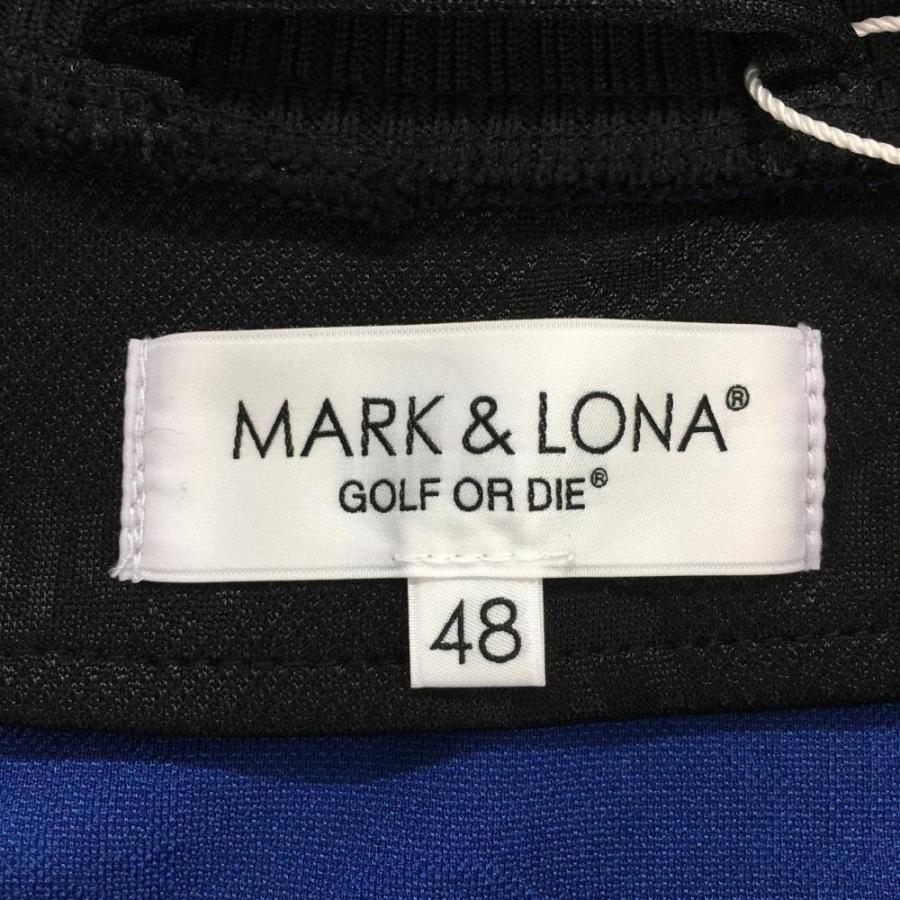 MARK & LONA®
GOLF OR DIE®
48